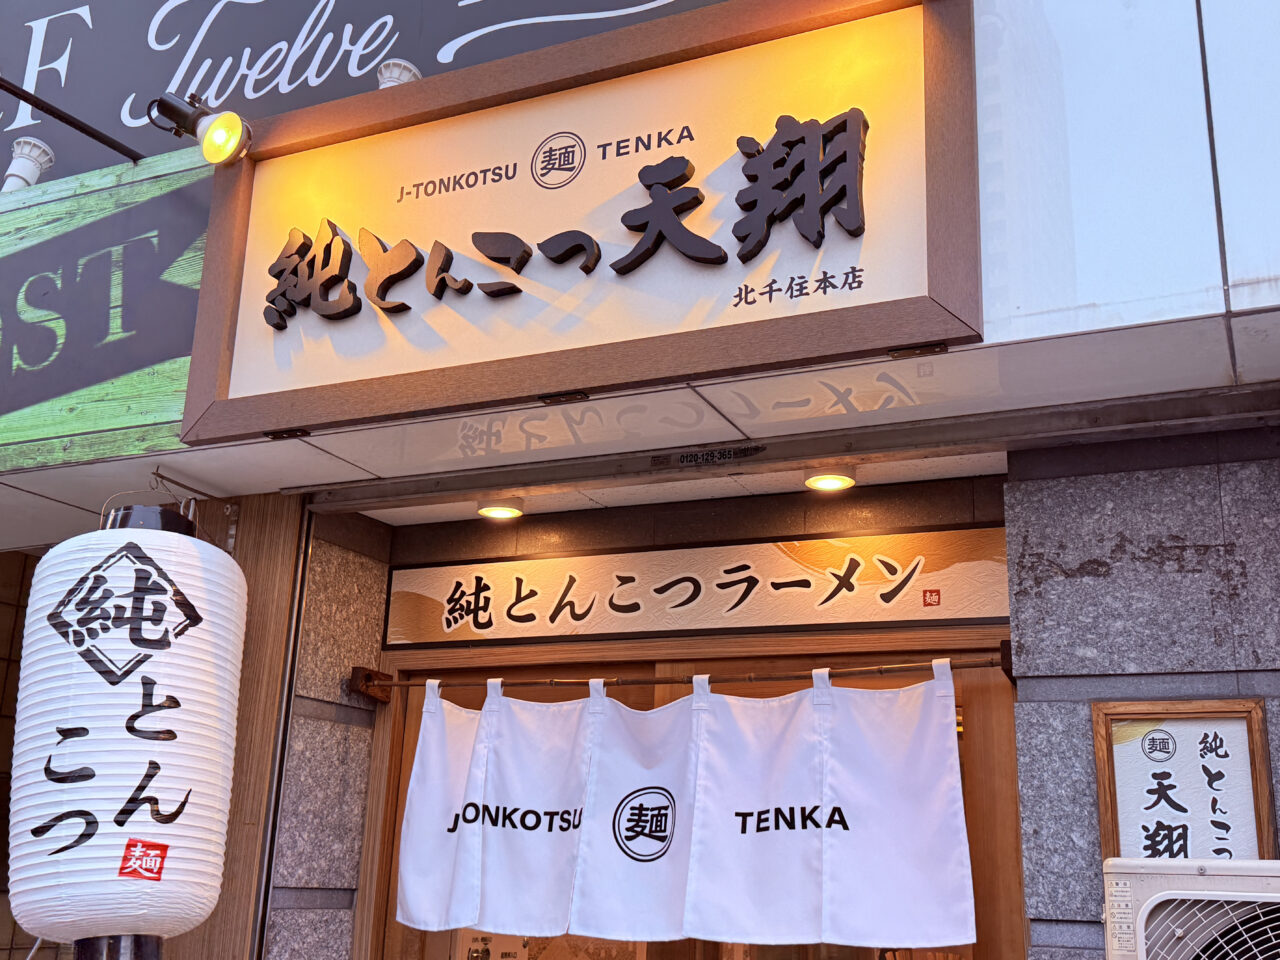 F Twelve
OST
J-TONKOTSU 麺 TENKA
純とんこつ 天翔
北千住本店
0120-129-365
純とんこつラーメン 麺
純とん
こつ
麺
J-TONKOTSU 麺 TENKA
麺 純とんこつ
天翔